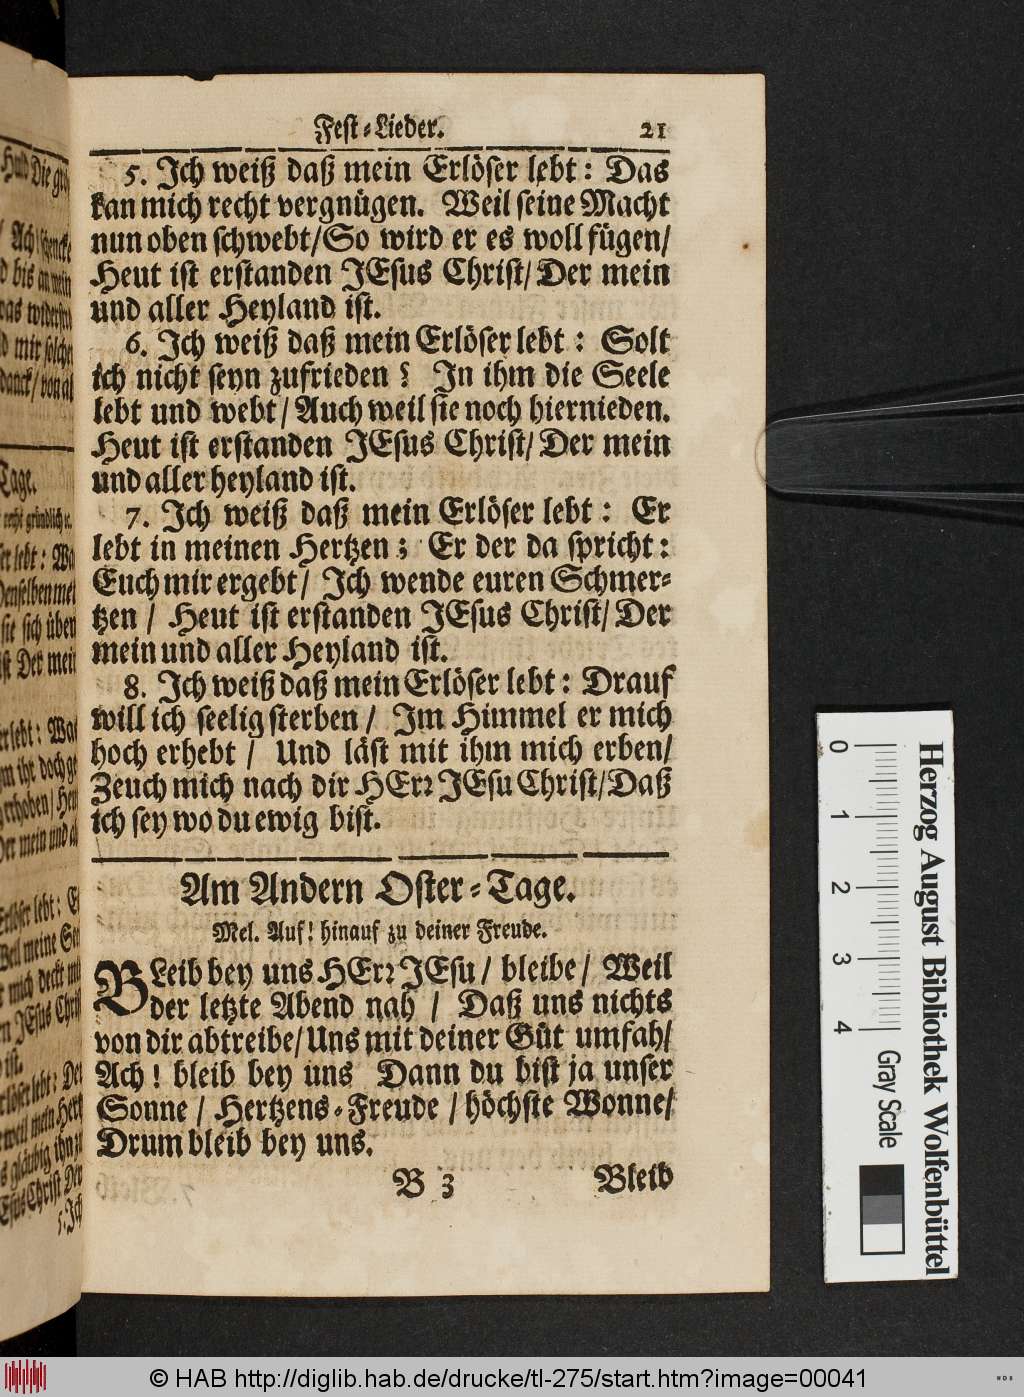 Fest-Lieder. 21
5. Ich weiß daß mein Erlöser lebt: Das
kan mich recht vergnügen. Weil seine Macht
nun oben schwebt/So wird er es woll fügen/
Heut ist erstanden JEsus Christ/Der mein
und aller Heyland ist.
6. Ich weiß daß mein Erlöser lebt: Solt
ich nicht seyn zufrieden? In ihm die Seele
lebt und webt/Auch weil sie noch hiernieden.
Heut ist erstanden JEsus Christ/Der mein
und aller heyland ist.
7. Ich weiß daß mein Erlöser lebt: Er
lebt in meinen Hertzen; Er der da spricht:
Euch mir ergebt/ Ich wende euren Schmer-
tzen/ Heut ist erstanden JEsus Christ/Der
mein und aller Heyland ist.
8. Ich weiß daß mein Erlöser lebt: Drauf
will ich seelig sterben/ Im Himmel er mich
hoch erhebt/ Und läst mit ihm mich erben/
Zeuch mich nach dir HErr JEsu Christ/Daß
ich sey wo du ewig bist.
Am Andern Oster-Tage.
Mel. Auf! hinauf zu deiner Freude.
BLeib bey uns HErr JEsu/ bleibe/ Weil
der letzte Abend nah/ Daß uns nichts
von dir abtreibe/Uns mit deiner Güt umfah/
Ach! bleib bey uns Dann du bist ja unser
Sonne/ Hertzens-Freude/höchste Wonne/
Drum bleib bey uns.
B 3 Bleib
Herzog August Bibliothek Wolfenbüttel
0 1 2 3 4 Gray Scale
© HAB http://diglib.hab.de/drucke/tl-275/start.htm?image=00041